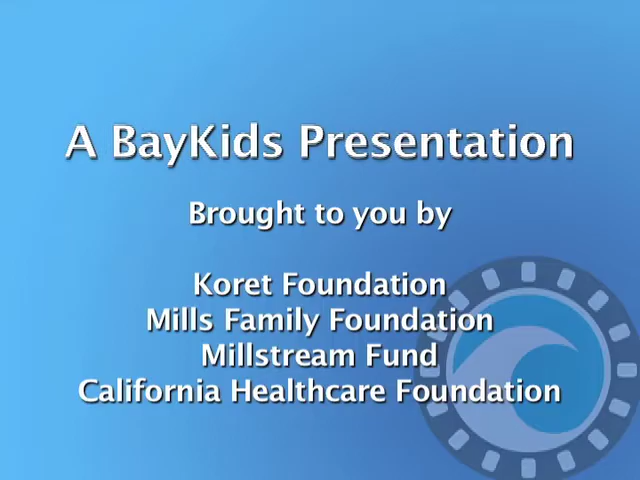 A BayKids Presentation
Brought to you by
Koret Foundation
Mills Family Foundation
Millstream Fund
California Healthcare Foundation